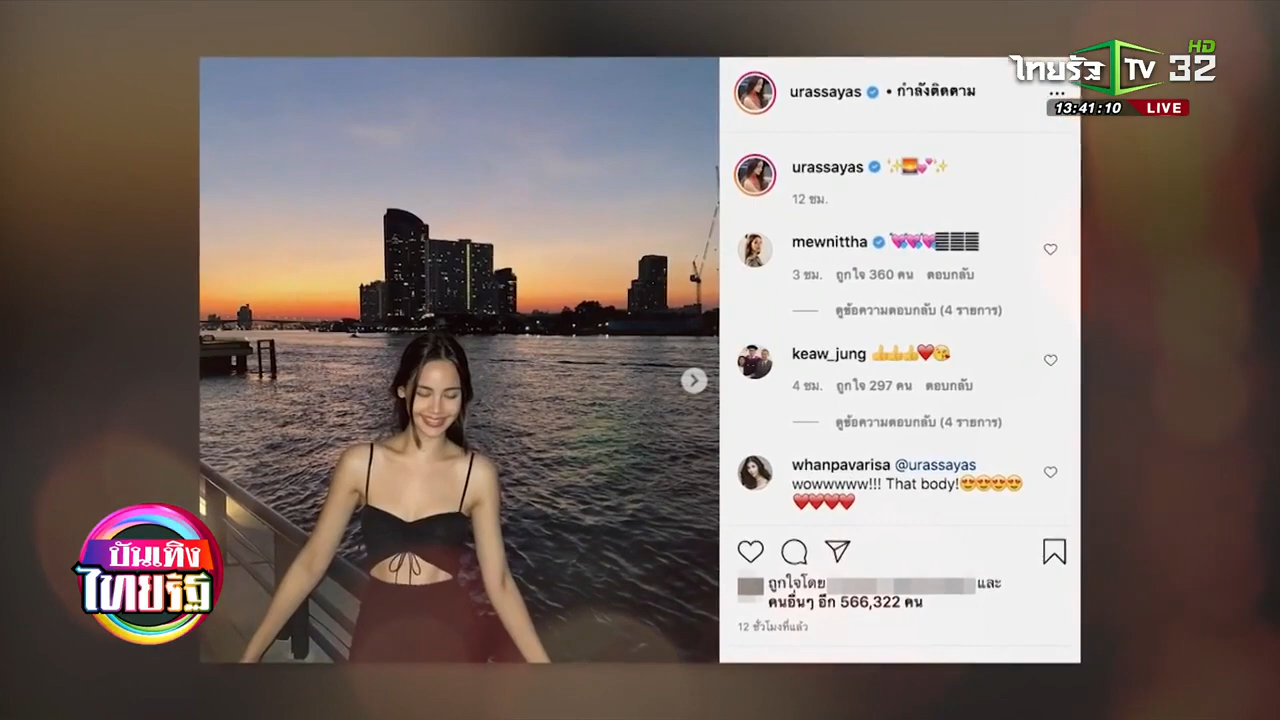 ไทยรัฐ TV HD 32
13:41:10 LIVE
urassayas • กำลังติดตาม
urassayas ✨🌇💕✨
12 ชม.
mewnittha 💘💘💘
3 ชม. ถูกใจ 360 คน ตอบกลับ
ดูข้อความตอบกลับ (4 รายการ)
keaw_jung 👍👍👍❤️😘
4 ชม. ถูกใจ 297 คน ตอบกลับ
ดูข้อความตอบกลับ (4 รายการ)
whanpavarisa @urassayas
wowwwww!!! That body!😍😍😍😍
❤️❤️❤️❤️
ถูกใจโดย และ
คนอื่นๆ อีก 566,322 คน
12 ชั่วโมงที่แล้ว
บันเทิง
ไทยรัฐ